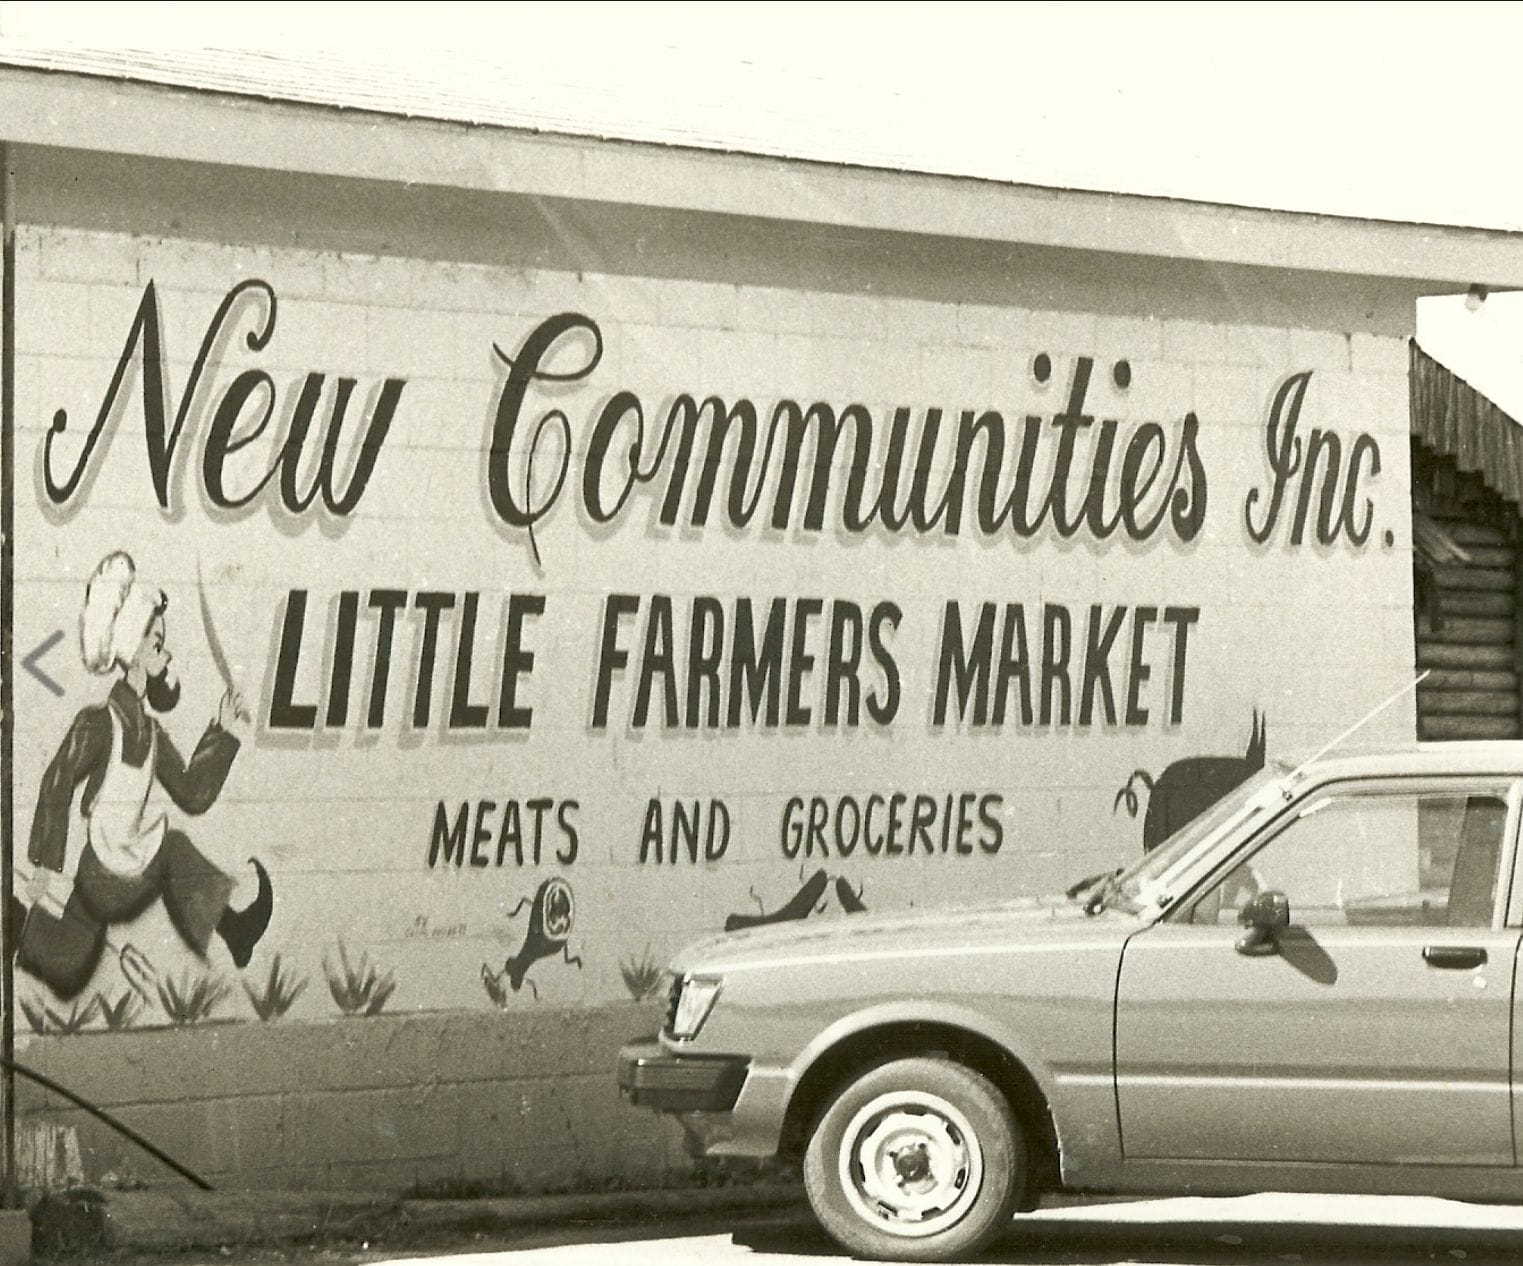 New Communities Inc.
LITTLE FARMERS MARKET
MEATS AND GROCERIES